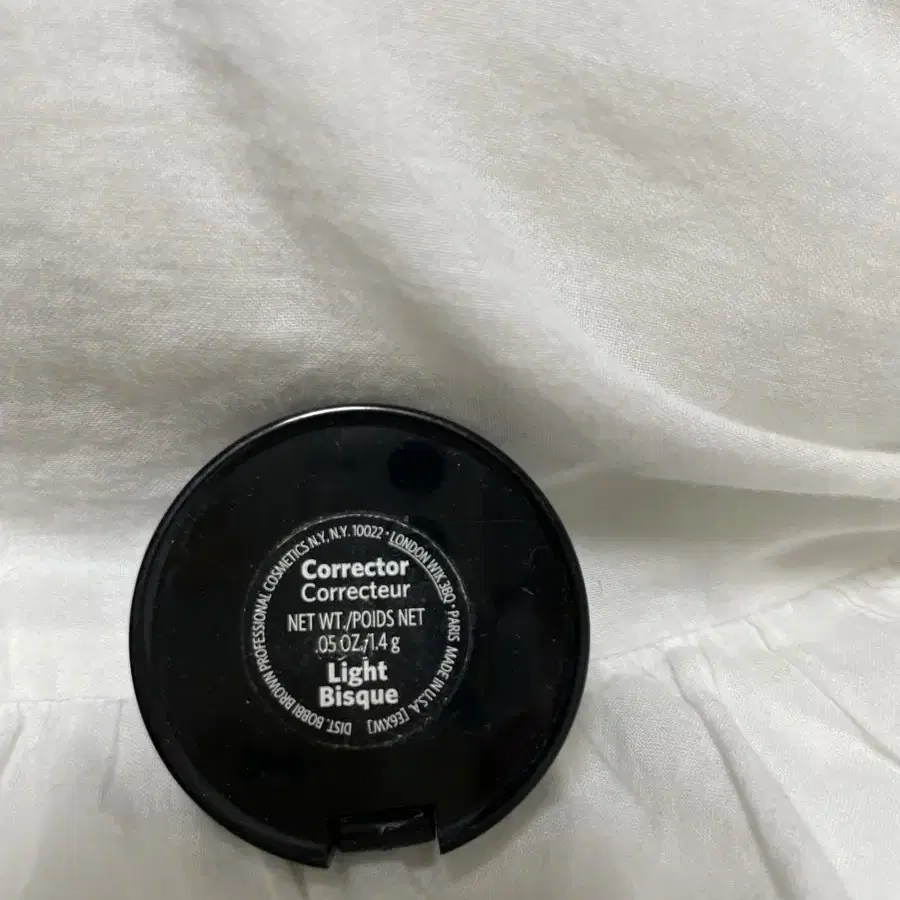 DIST. BOBBI BROWN PROFESSIONAL COSMETICS N.Y., N.Y. 10022 · LONDON W1K 3BQ · PARIS MADE IN U.S.A. [E6XW]
Corrector
Correcteur
NET WT./POIDS NET
.05 OZ./1.4 g
Light
Bisque